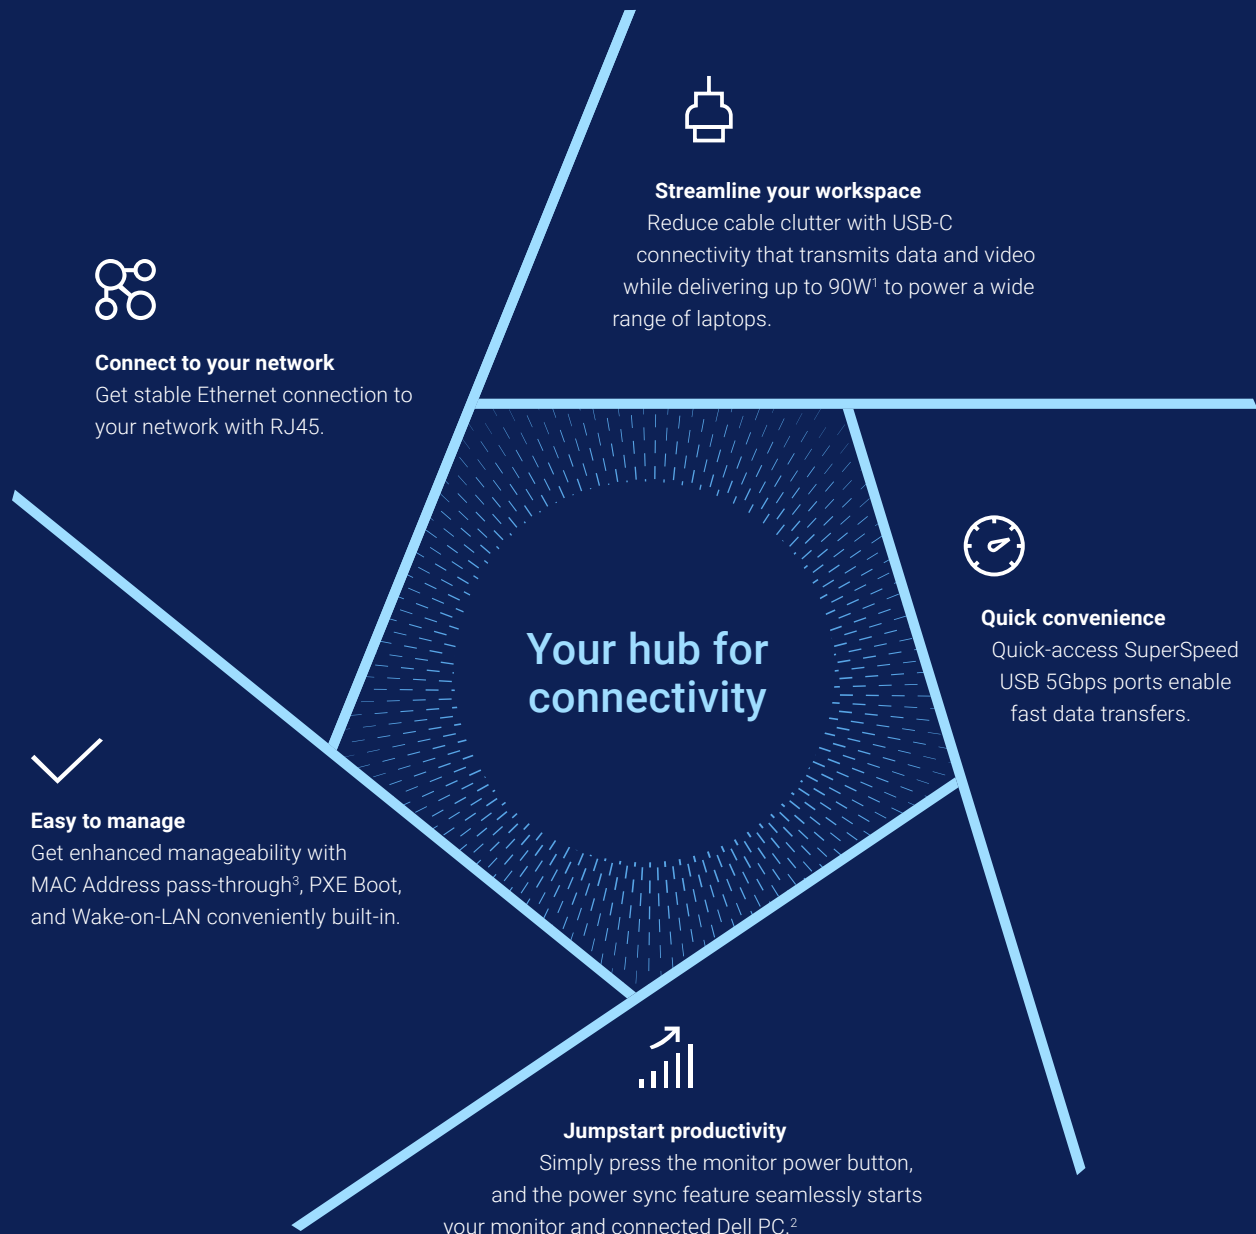 Streamline your workspace
Reduce cable clutter with USB-C
connectivity that transmits data and video
while delivering up to 90W¹ to power a wide
range of laptops.
Connect to your network
Get stable Ethernet connection to
your network with RJ45.
Your hub for
connectivity
Quick convenience
Quick-access SuperSpeed
USB 5Gbps ports enable
fast data transfers.
Easy to manage
Get enhanced manageability with
MAC Address pass-through³, PXE Boot,
and Wake-on-LAN conveniently built-in.
Jumpstart productivity
Simply press the monitor power button,
and the power sync feature seamlessly starts
your monitor and connected Dell PC.²